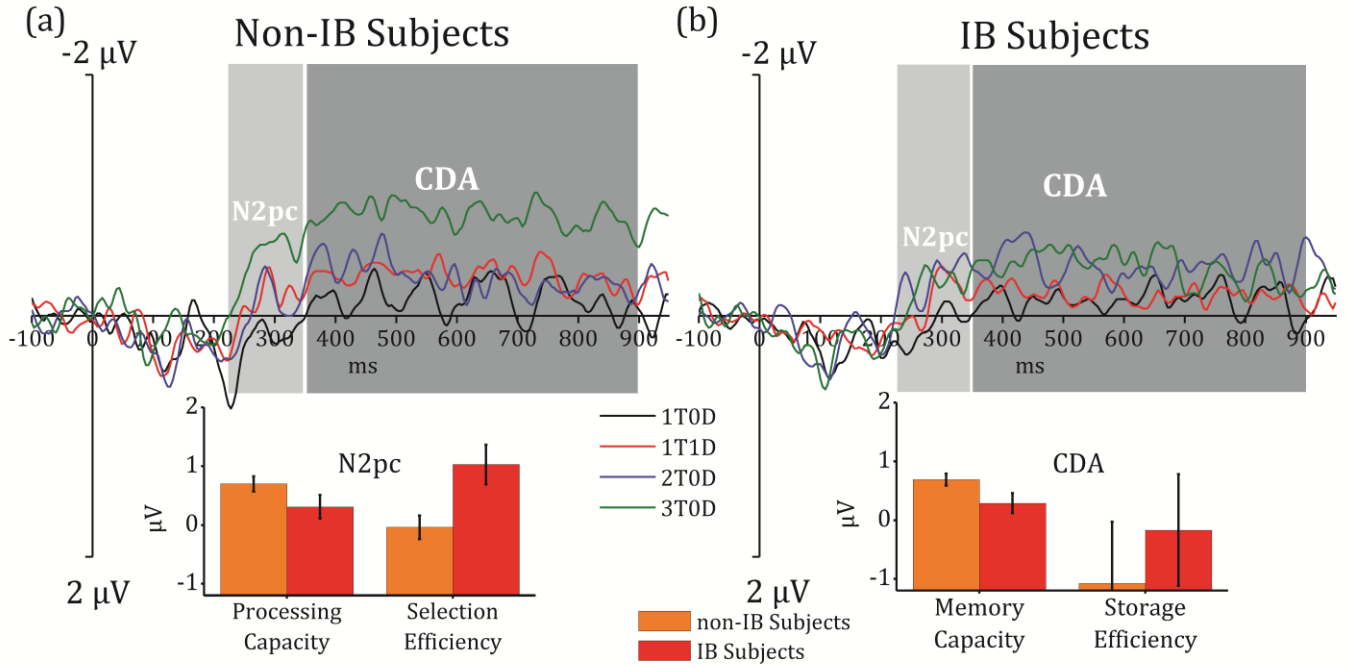 (a)
Non-IB Subjects
-2 µV
N2pc
CDA
-100 0 100 200 300 400 500 600 700 800 900
ms
2 µV
(b)
IB Subjects
-2 µV
N2pc
CDA
-100 0 100 200 300 400 500 600 700 800 900
ms
2 µV
2
1
0
-1
µV
N2pc
Processing
Capacity
Selection
Efficiency
1T0D
1T1D
2T0D
3T0D
non-IB Subjects
IB Subjects
2
1
0
-1
µV
CDA
Memory
Capacity
Storage
Efficiency